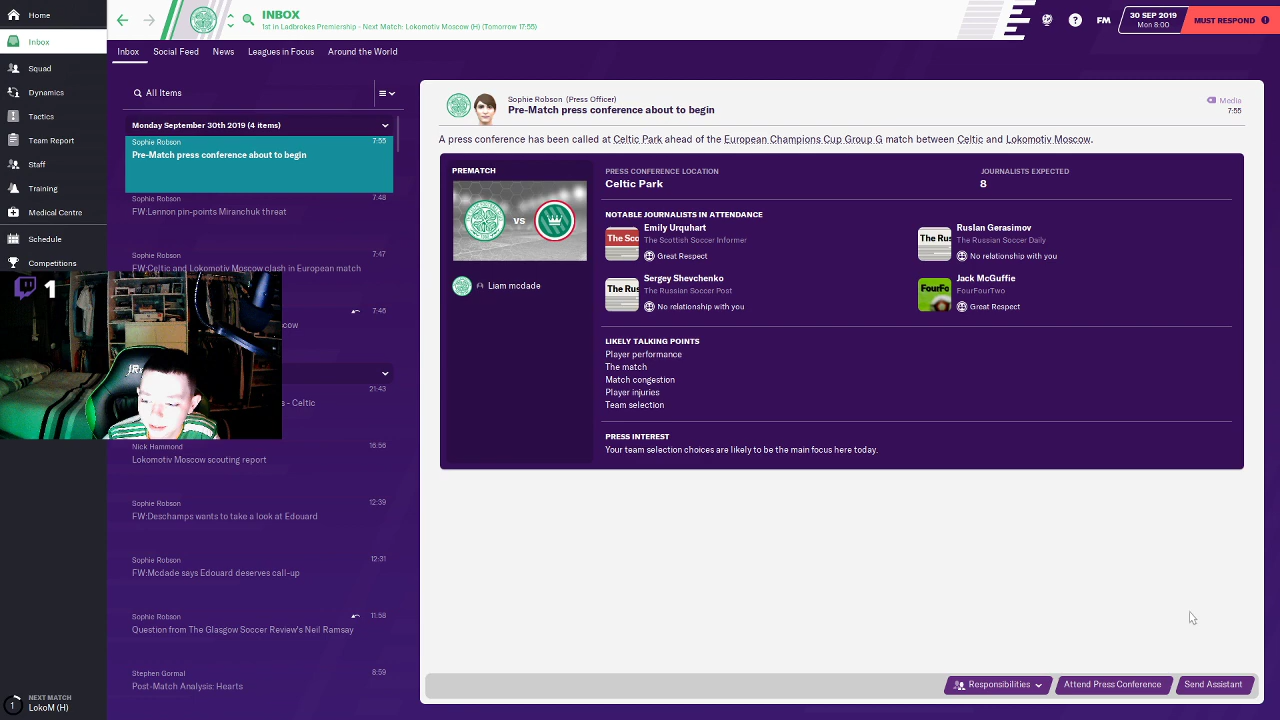 Home
INBOX
1st in Ladbrokes Premiership - Next Match: Lokomotiv Moscow (H) (Tomorrow 17:55)
FM
30 SEP 2019
Mon 8:00
MUST RESPOND
Inbox
Inbox
Social Feed
News
Leagues in Focus
Around the World
Squad
Dynamics
Tactics
Team Report
Staff
Training
Medical Centre
Schedule
Competitions
1
All Items
Monday September 30th 2019 (4 items)
Sophie Robson
7:55
Pre-Match press conference about to begin
Sophie Robson
7:48
FW:Lennon pin-points Miranchuk threat
Sophie Robson
7:47
FW:Celtic and Lokomotiv Moscow clash in European match
7:46
21:43
s - Celtic
Nick Hammond
16:56
Lokomotiv Moscow scouting report
Sophie Robson
12:39
FW:Deschamps wants to take a look at Edouard
Sophie Robson
12:31
FW:Mcdade says Edouard deserves call-up
Sophie Robson
11:58
Question from The Glasgow Soccer Review's Neil Ramsay
Stephen Gormal
8:59
Post-Match Analysis: Hearts
Sophie Robson (Press Officer)
Pre-Match press conference about to begin
Media
7:55
A press conference has been called at Celtic Park ahead of the European Champions Cup Group G match between Celtic and Lokomotiv Moscow.
PREMATCH
VS
Liam mcdade
PRESS CONFERENCE LOCATION
Celtic Park
JOURNALISTS EXPECTED
8
NOTABLE JOURNALISTS IN ATTENDANCE
The Sco
Emily Urquhart
The Scottish Soccer Informer
Great Respect
The Rus
Ruslan Gerasimov
The Russian Soccer Daily
No relationship with you
The Rus
Sergey Shevchenko
The Russian Soccer Post
No relationship with you
FourFo
Jack McGuffie
FourFourTwo
Great Respect
LIKELY TALKING POINTS
Player performance
The match
Match congestion
Player injuries
Team selection
PRESS INTEREST
Your team selection choices are likely to be the main focus here today.
Responsibilities
Attend Press Conference
Send Assistant
1
NEXT MATCH
LokoM (H)